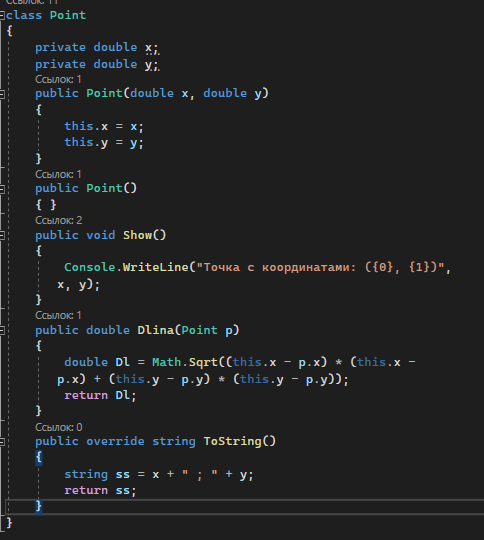 Ссылок: 11
class Point
{
private double x;
private double y;
Ссылок: 1
public Point(double x, double y)
{
this.x = x;
this.y = y;
}
Ссылок: 1
public Point()
{ }
Ссылок: 2
public void Show()
{
Console.WriteLine("Точка с координатами: ({0}, {1})",
x, y);
}
Ссылок: 1
public double Dlina(Point p)
{
double Dl = Math.Sqrt((this.x - p.x) * (this.x -
p.x) + (this.y - p.y) * (this.y - p.y));
return Dl;
}
Ссылок: 0
public override string ToString()
{
string ss = x + " ; " + y;
return ss;
}
}